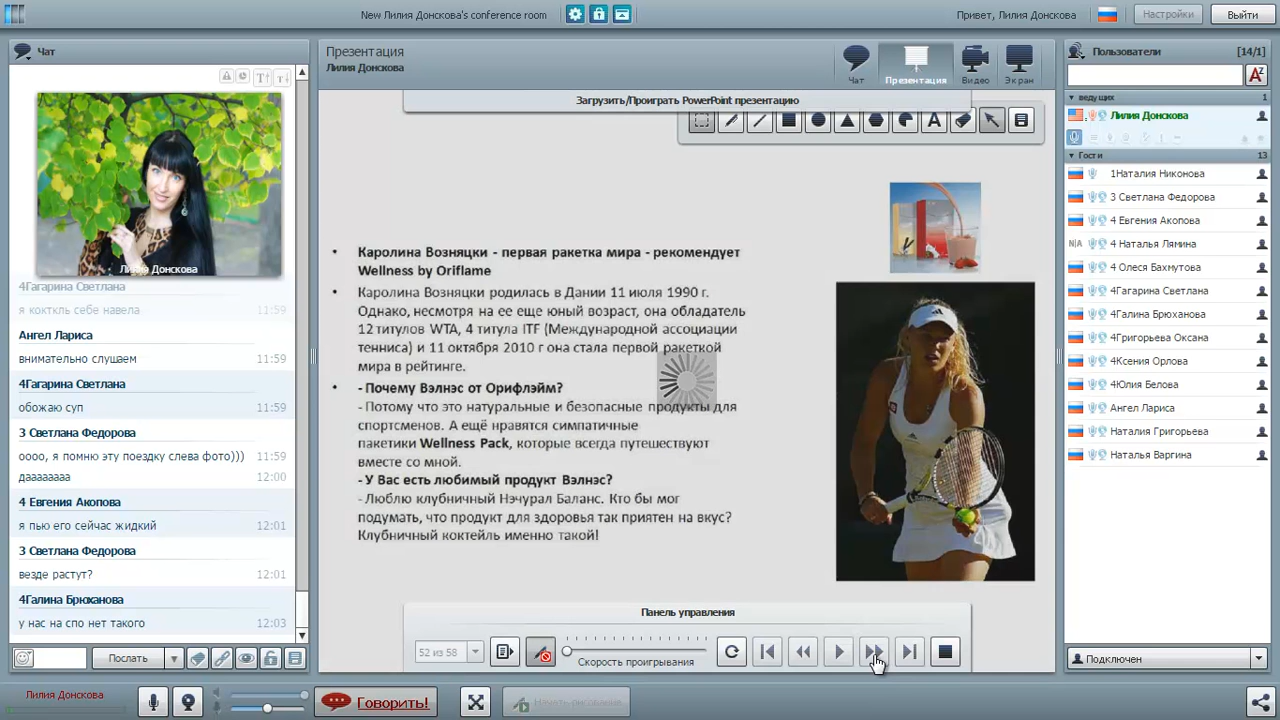 New Лилия Донскова's conference room
Привет, Лилия Донскова
Настройки
Выйти
Чат
Лилия Донскова
4Гагарина Светлана
я кокткль себе навела 11:59
Ангел Лариса
внимательно слушаем 11:59
4Гагарина Светлана
обожаю суп 11:59
3 Светлана Федорова
оооо, я помню эту поездку слева фото))) 11:59
даааааааа 12:00
4 Евгения Акопова
я пью его сейчас жидкий 12:01
3 Светлана Федорова
везде растут? 12:01
4Галина Брюханова
у нас на спо нет такого 12:03
Послать
Презентация
Лилия Донскова
Чат
Презентация
Видео
Экран
Загрузить/Проиграть PowerPoint презентацию
• Каролина Возняцки - первая ракетка мира - рекомендует
Wellness by Oriflame
• Каролина Возняцки родилась в Дании 11 июля 1990 г.
Однако, несмотря на ее еще юный возраст, она обладатель
12 титулов WTA, 4 титула ITF (Международной ассоциации
тенниса) и 11 октября 2010 г она стала первой ракеткой
мира в рейтинге.
• - Почему Вэлнэс от Орифлэйм?
- Потому что это натуральные и безопасные продукты для
спортсменов. А ещё нравятся симпатичные
пакетики Wellness Pack, которые всегда путешествуют
вместе со мной.
- У Вас есть любимый продукт Вэлнэс?
- Люблю клубничный Нэчурал Баланс. Кто бы мог
подумать, что продукт для здоровья так приятен на вкус?
Клубничный коктейль именно такой!
Панель управления
52 из 58
Скорость проигрывания
Пользователи [14/1]
ведущих 1
Лилия Донскова
Гости 13
1Наталия Никонова
3 Светлана Федорова
4 Евгения Акопова
N/A 4 Наталья Лямина
4 Олеся Бахмутова
4Гагарина Светлана
4Галина Брюханова
4Григорьева Оксана
4Ксения Орлова
4Юлия Белова
Ангел Лариса
Наталия Григорьева
Наталья Варгина
Подключен
Лилия Донскова
Говорить!
Начать рисование